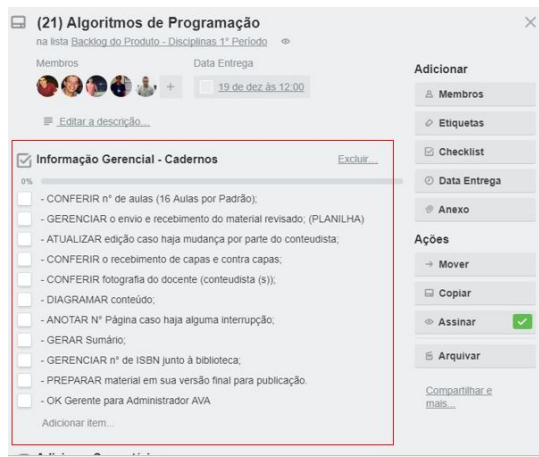 (21) Algoritmos de Programação
na lista Backlog do Produto - Disciplinas 1° Período
Membros
Data Entrega
+
19 de dez às 12:00
Editar a descrição...
Informação Gerencial - Cadernos
Excluir...
0%
- CONFERIR n° de aulas (16 Aulas por Padrão);
- GERENCIAR o envio e recebimento do material revisado; (PLANILHA)
- ATUALIZAR edição caso haja mudança por parte do conteudista;
- CONFERIR o recebimento de capas e contra capas;
- CONFERIR fotografia do docente (conteudista (s));
- DIAGRAMAR conteúdo;
- ANOTAR N° Página caso haja alguma interrupção;
- GERAR Sumário;
- GERENCIAR n° de ISBN junto à biblioteca;
- PREPARAR material em sua versão final para publicação.
- OK Gerente para Administrador AVA
Adicionar item...
Adicionar
Membros
Etiquetas
Checklist
Data Entrega
Anexo
Ações
Mover
Copiar
Assinar
Arquivar
Compartilhar e
mais...